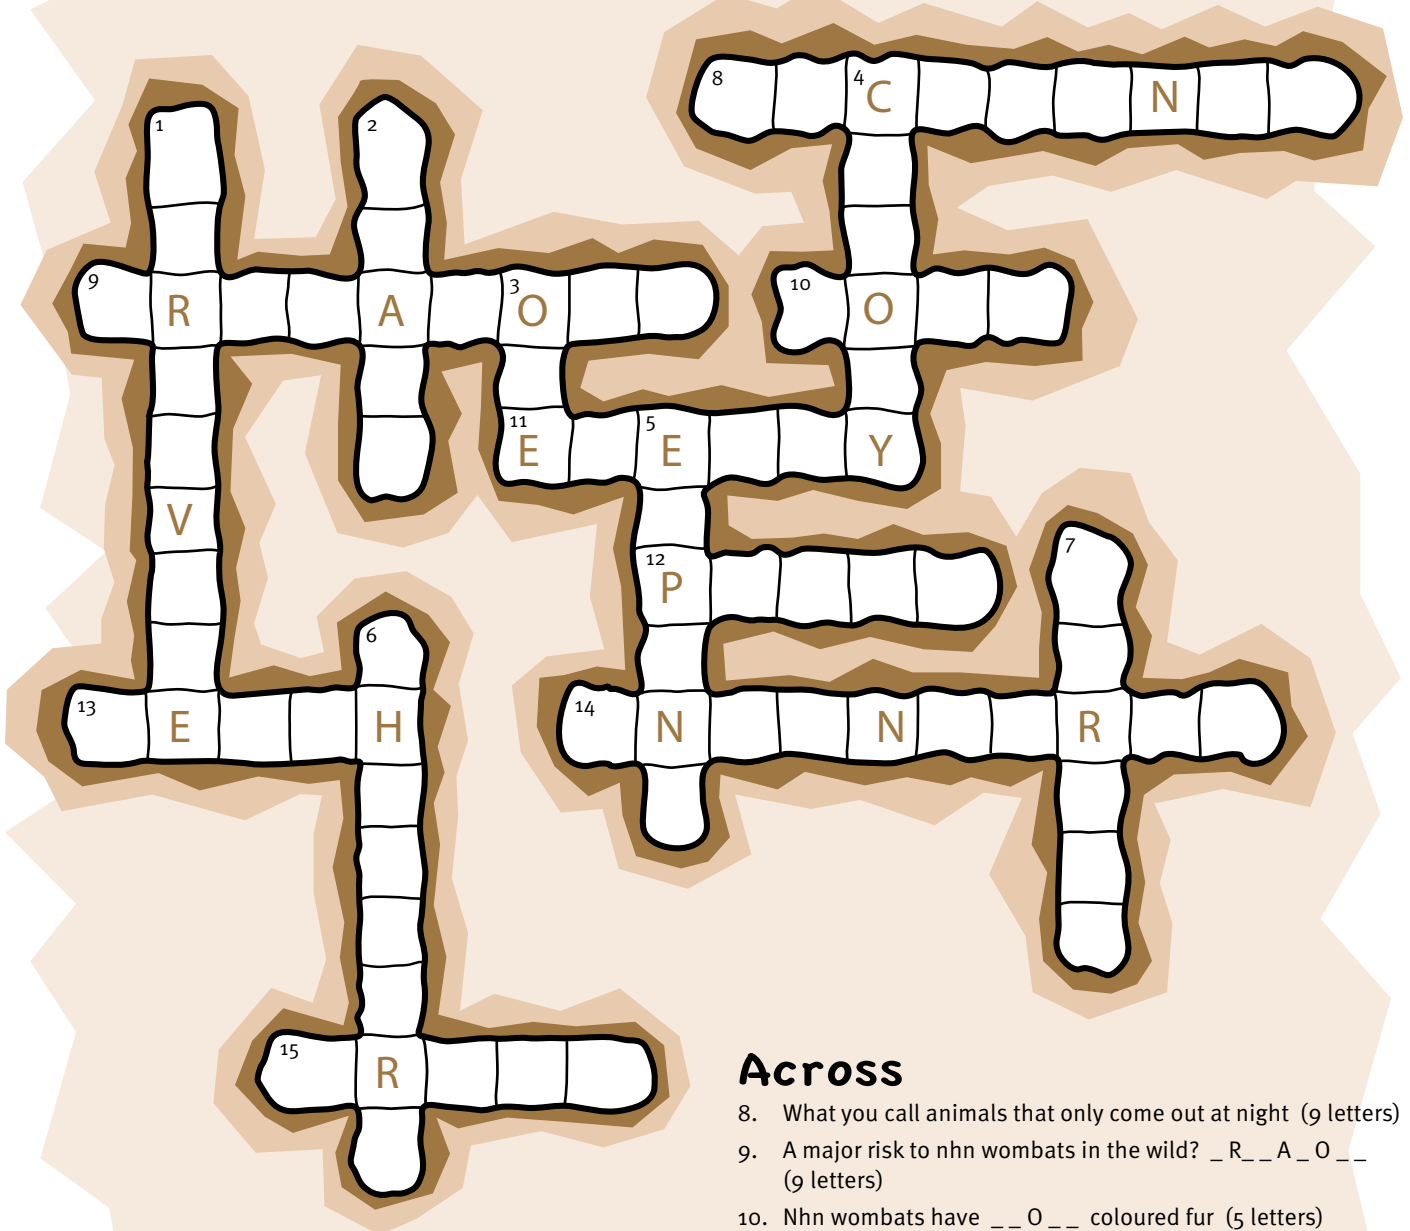 8 4 C N
1 2
9 R A 3 O 10 O
11 E 5 E Y
V 12 P 7
6
13 E H 14 N N R
15 R
Across
8. What you call animals that only come out at night (9 letters)
9. A major risk to nhn wombats in the wild? _ R_ _ A _ O _ _
(9 letters)
10. Nhn wombats have _ _ O _ _ coloured fur (5 letters)